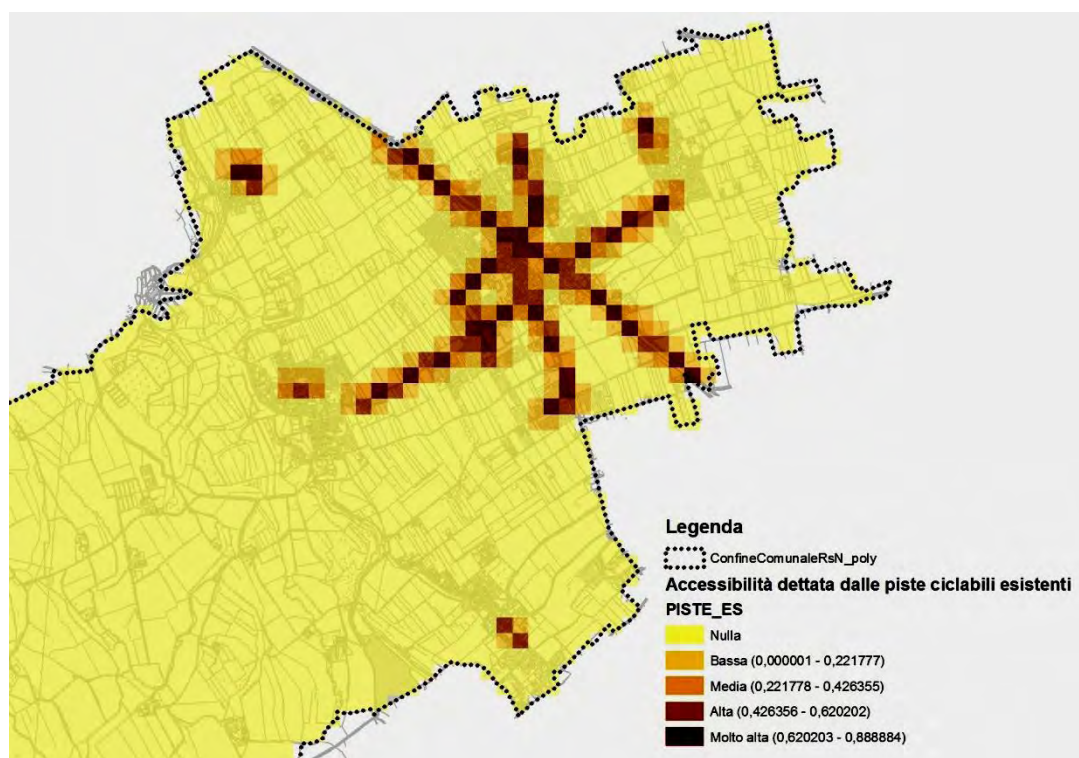 Legenda
ConfineComunaleRsN_poly
Accessibilità dettata dalle piste ciclabili esistenti
PISTE_ES
Nulla
Bassa (0,000001 - 0,221777)
Media (0,221778 - 0,426355)
Alta (0,426356 - 0,620202)
Molto alta (0,620203 - 0,888884)